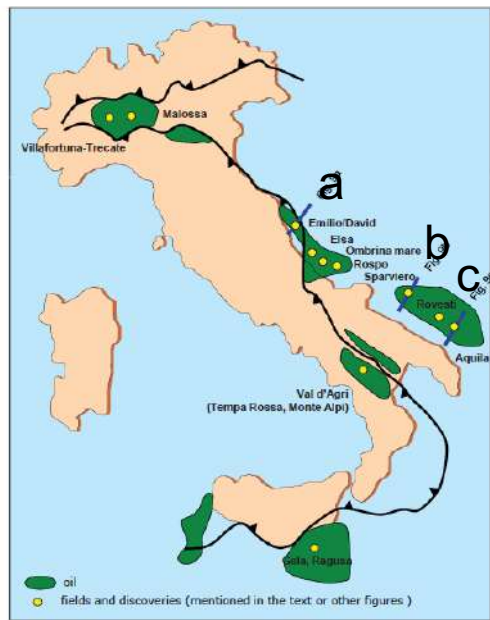 Malossa
Villafortuna-Trecate
a
Emilio/David
Elsa
Ombrina mare
Rospo
Sparviero
b
c
Rovesti
Aquila
Val d'Agri
(Tempa Rossa, Monte Alpi)
Gela, Ragusa
oil
fields and discoveries (mentioned in the text or other figures )